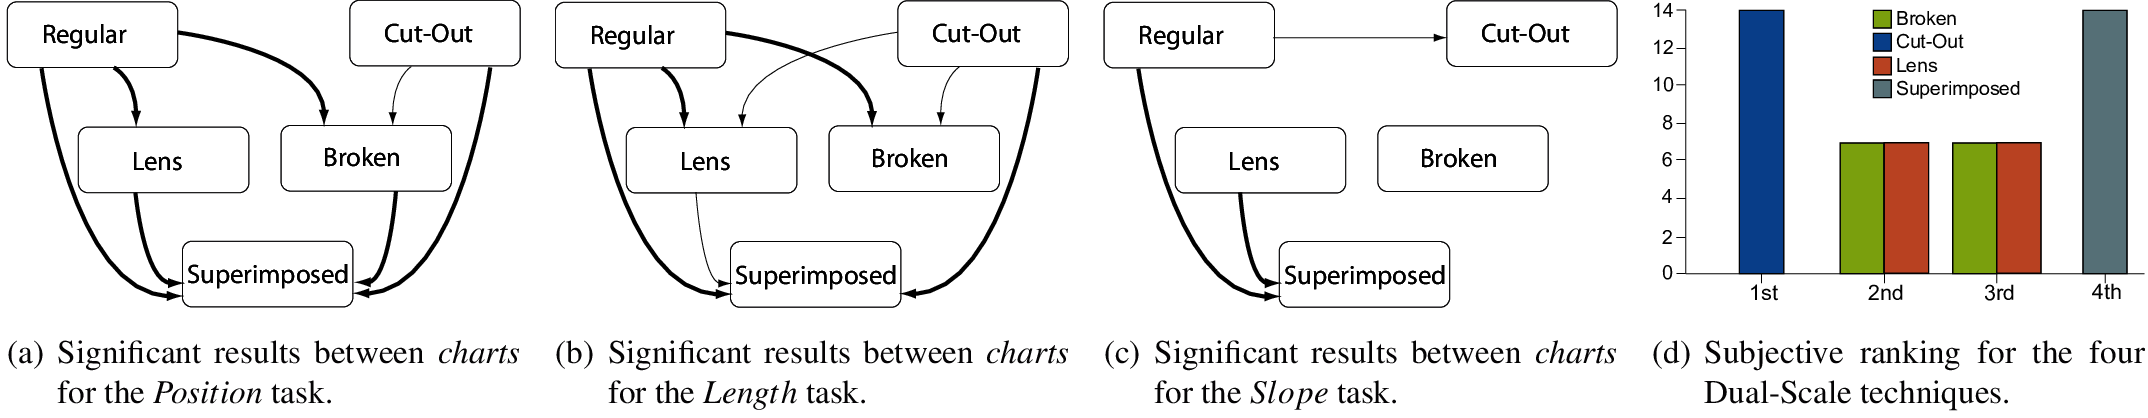 Regular
Cut-Out
Lens
Broken
Superimposed
(a) Significant results between charts
for the Position task.
Regular
Cut-Out
Lens
Broken
Superimposed
(b) Significant results between charts
for the Length task.
Regular
Cut-Out
Lens
Broken
Superimposed
(c) Significant results between charts
for the Slope task.
14
12
10
8
6
4
2
0
Broken
Cut-Out
Lens
Superimposed
1st 2nd 3rd 4th
(d) Subjective ranking for the four
Dual-Scale techniques.